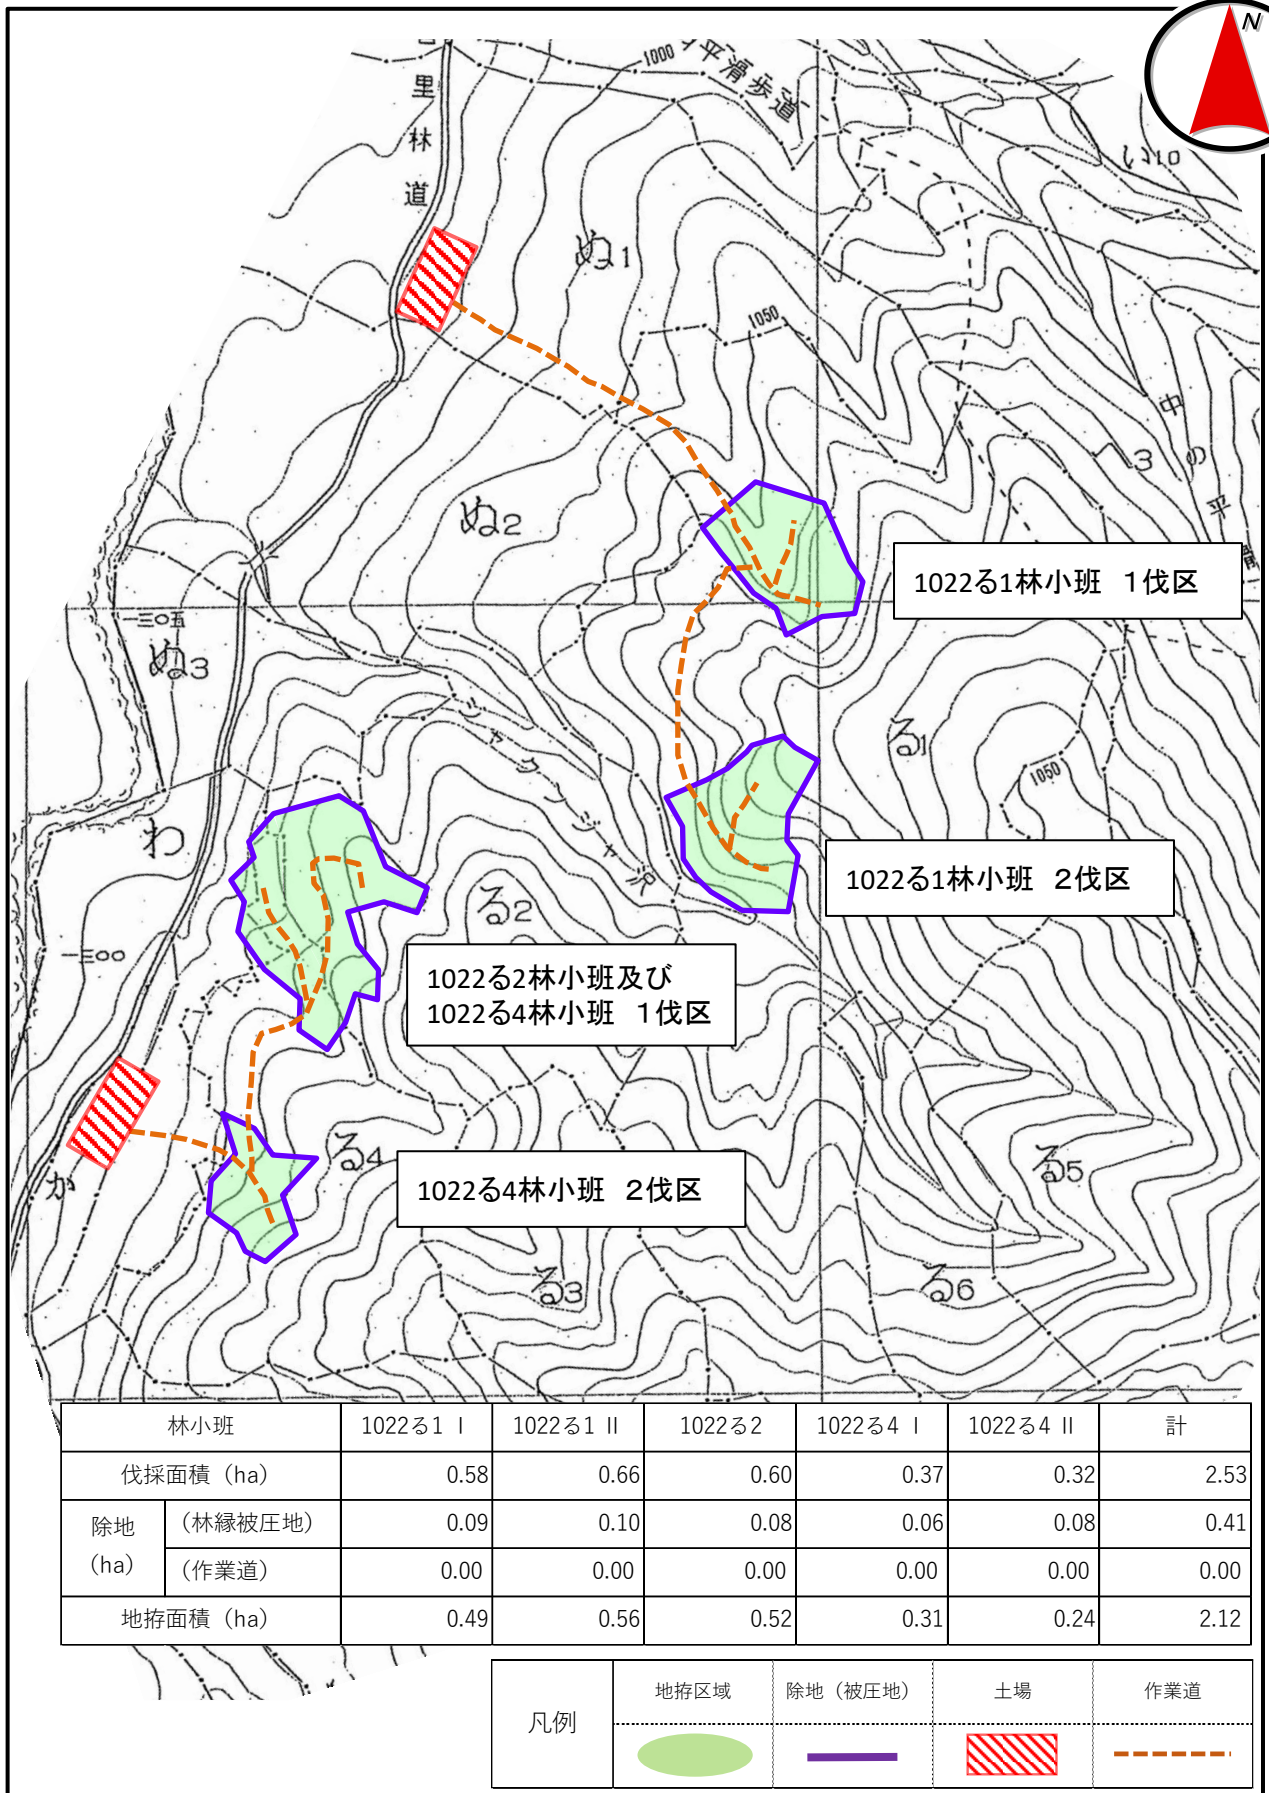 N
里林道
1000
平滑歩道
い10
ぬ1
1050
中の平
へ3
ぬ2
1022る1林小班 1伐区
一三〇五
ぬ3
る1
1050
わ
1022る1林小班 2伐区
る2
沢
一三〇〇
1022る2林小班及び
1022る4林小班 1伐区
る4
る5
か
1022る4林小班 2伐区
る3
る6
林小班 1022る1 Ⅰ 1022る1 Ⅱ 1022る2 1022る4 Ⅰ 1022る4 Ⅱ 計
伐採面積（ha） 0.58 0.66 0.60 0.37 0.32 2.53
除地（ha） （林縁被圧地） 0.09 0.10 0.08 0.06 0.08 0.41
（作業道） 0.00 0.00 0.00 0.00 0.00 0.00
地拵面積（ha） 0.49 0.56 0.52 0.31 0.24 2.12
凡例 地拵区域 除地（被圧地） 土場 作業道